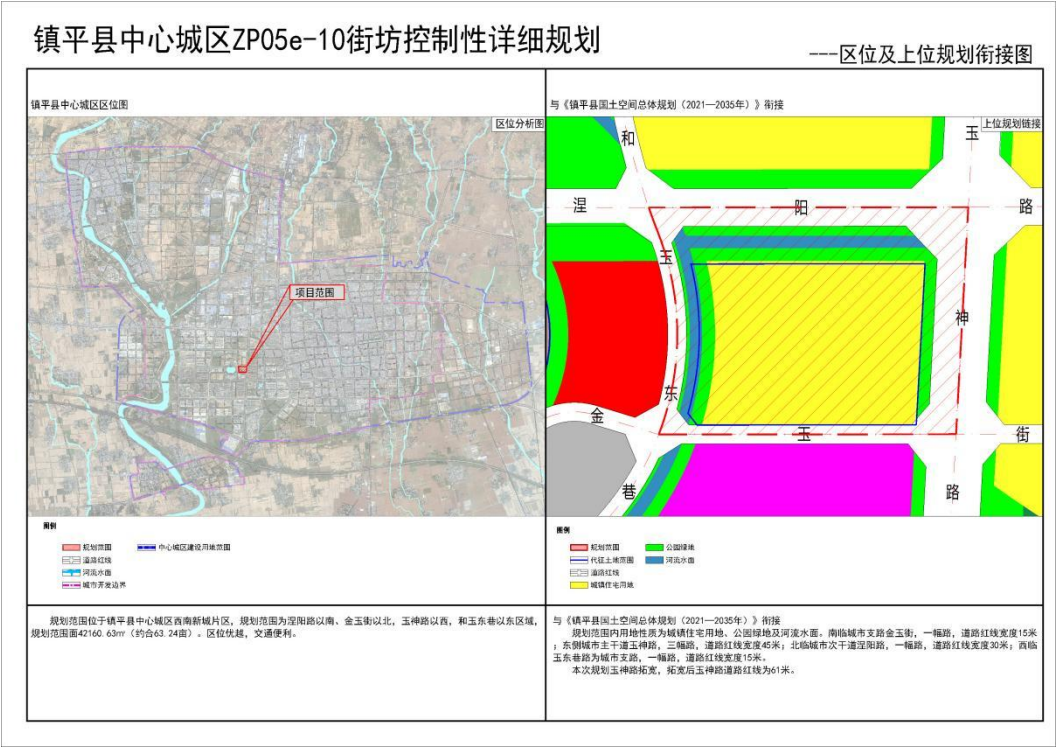 镇平县中心城区ZP05e-10街坊控制性详细规划
---区位及上位规划衔接图
镇平县中心城区区位图
区位分析图
项目范围
图例
规划范围
中心城区建设用地范围
道路红线
河流水面
城市开发边界
规划范围位于镇平县中心城区西南新城片区，规划范围为涅阳路以南、金玉街以北，玉神路以西，和玉东巷以东区域，
规划范围面42160.63㎡（约合63.24亩）。区位优越，交通便利。
与《镇平县国土空间总体规划（2021—2035年）》衔接
上位规划链接
和
玉
涅
阳
路
玉
神
东
金
玉
街
巷
路
图例
规划范围
公园绿地
代征土地范围
河流水面
道路红线
城镇住宅用地
与《镇平县国土空间总体规划（2021—2035年）》衔接
规划范围内用地性质为城镇住宅用地、公园绿地及河流水面。南临城市支路金玉街，一幅路，道路红线宽度15米
；东侧城市主干道玉神路，三幅路，道路红线宽度45米；北临城市次干道涅阳路，一幅路，道路红线宽度30米；西临
玉东巷路为城市支路，一幅路，道路红线宽度15米。
本次规划玉神路拓宽，拓宽后玉神路道路红线为61米。